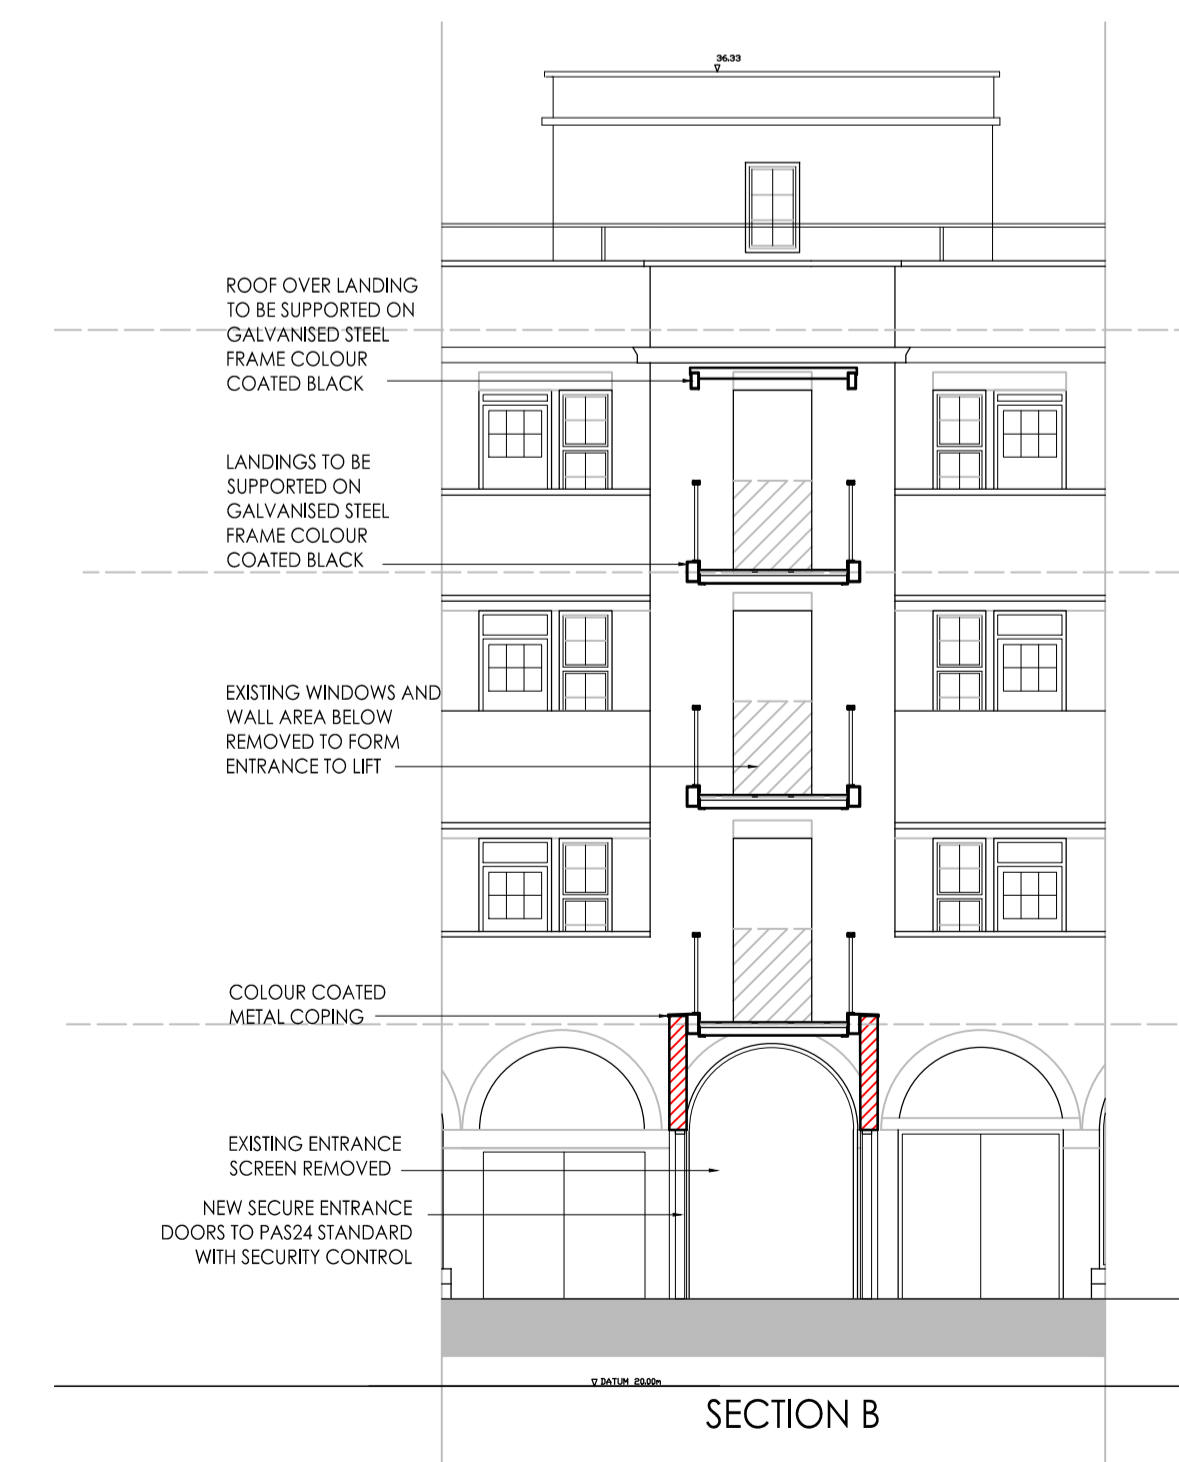 36.33
ROOF OVER LANDING
TO BE SUPPORTED ON
GALVANISED STEEL
FRAME COLOUR
COATED BLACK
LANDINGS TO BE
SUPPORTED ON
GALVANISED STEEL
FRAME COLOUR
COATED BLACK
EXISTING WINDOWS AND
WALL AREA BELOW
REMOVED TO FORM
ENTRANCE TO LIFT
COLOUR COATED
METAL COPING
EXISTING ENTRANCE
SCREEN REMOVED
NEW SECURE ENTRANCE
DOORS TO PAS24 STANDARD
WITH SECURITY CONTROL
DATUM 20.00m
SECTION B